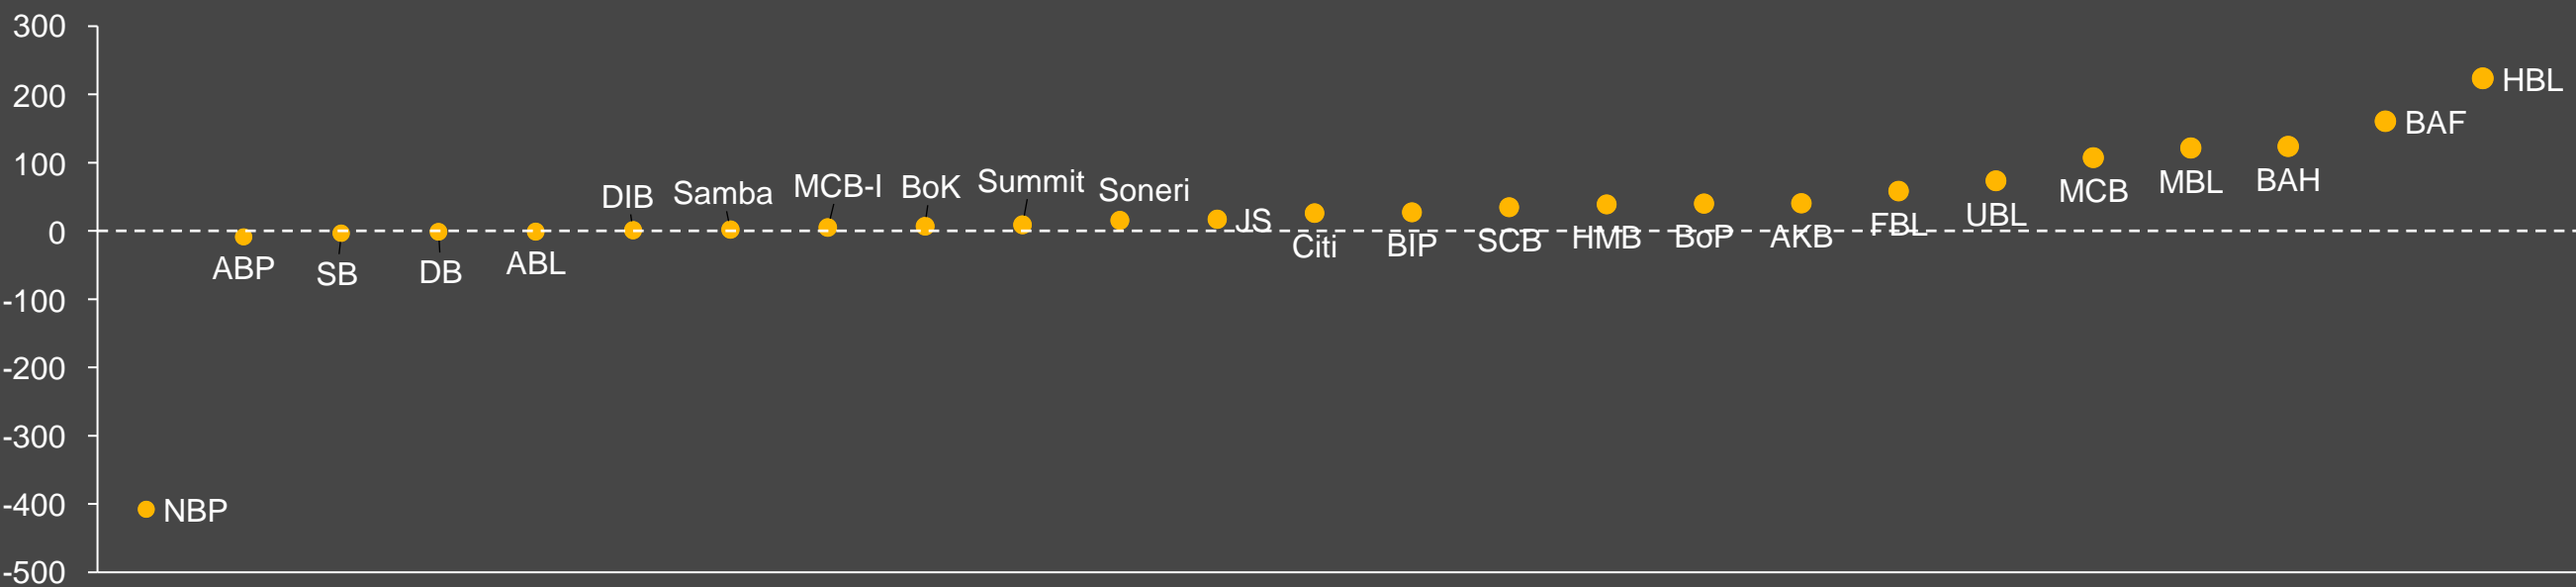 300
200
100
0
-100
-200
-300
-400
-500
NBP
ABP
SB
DB
ABL
DIB
Samba
MCB-I
BoK
Summit
Soneri
JS
Citi
BIP
SCB
HMB
BoP
AKB
FBL
UBL
MCB
MBL
BAH
BAF
HBL